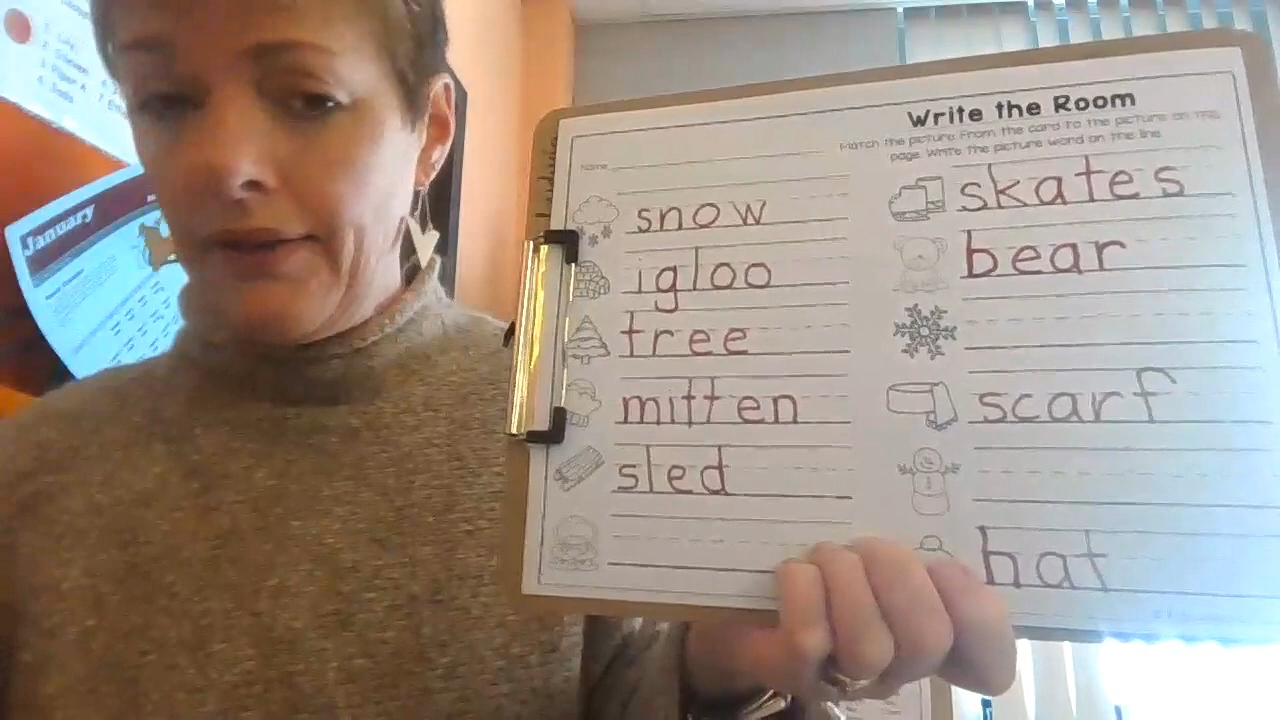 Write the Room
Match the picture from the card to the picture on the
page. Write the picture word on the line.
Name
snow
igloo
tree
mitten
sled
skates
bear
scarf
hat
January